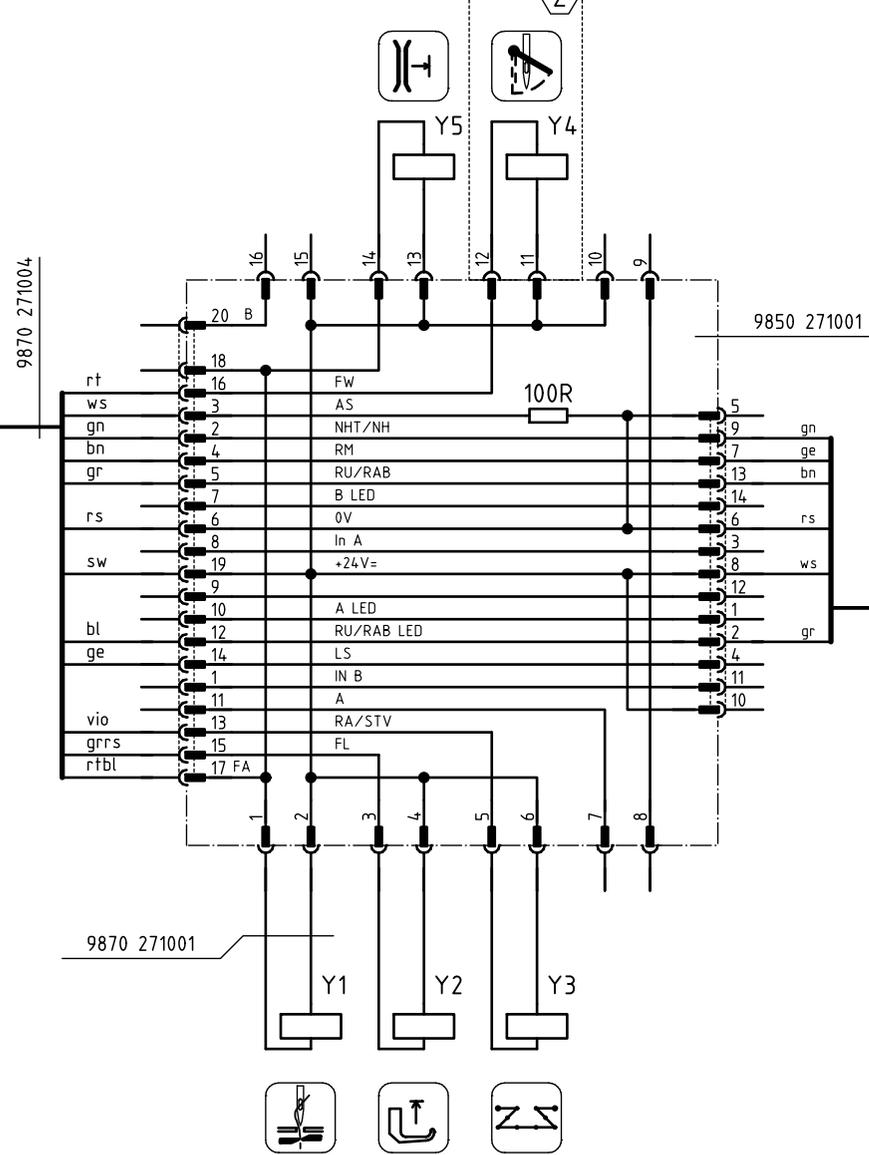 Z
Y5 Y4
16 15 14 13 12 11 10 9
9870 271004
20 B
9850 271001
18
rt 16 FW
ws 3 AS 100R 5
gn 2 NHT/NH 9 gn
bn 4 RM 7 ge
gr 5 RU/RAB 13 bn
7 B LED 14
rs 6 0V 6 rs
8 In A 3
sw 19 +24V= 8 ws
9 12
10 A LED 1
bl 12 RU/RAB LED 2 gr
ge 14 LS 4
1 IN B 11
11 A 10
vio 13 RA/STV
grrs 15 FL
rtbl 17 FA
1 2 3 4 5 6 7 8
9870 271001
Y1 Y2 Y3